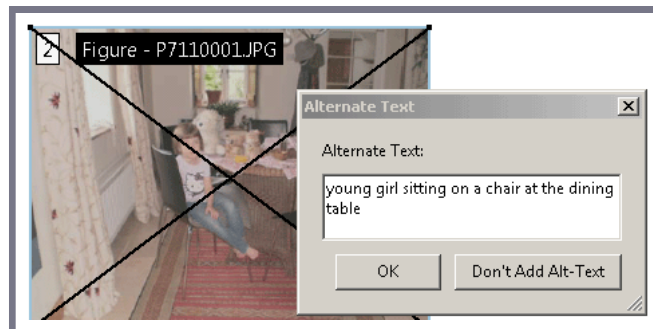 2
Figure - P7110001.JPG
Alternate Text
Alternate Text:
young girl sitting on a chair at the dining
table
OK
Don't Add Alt-Text